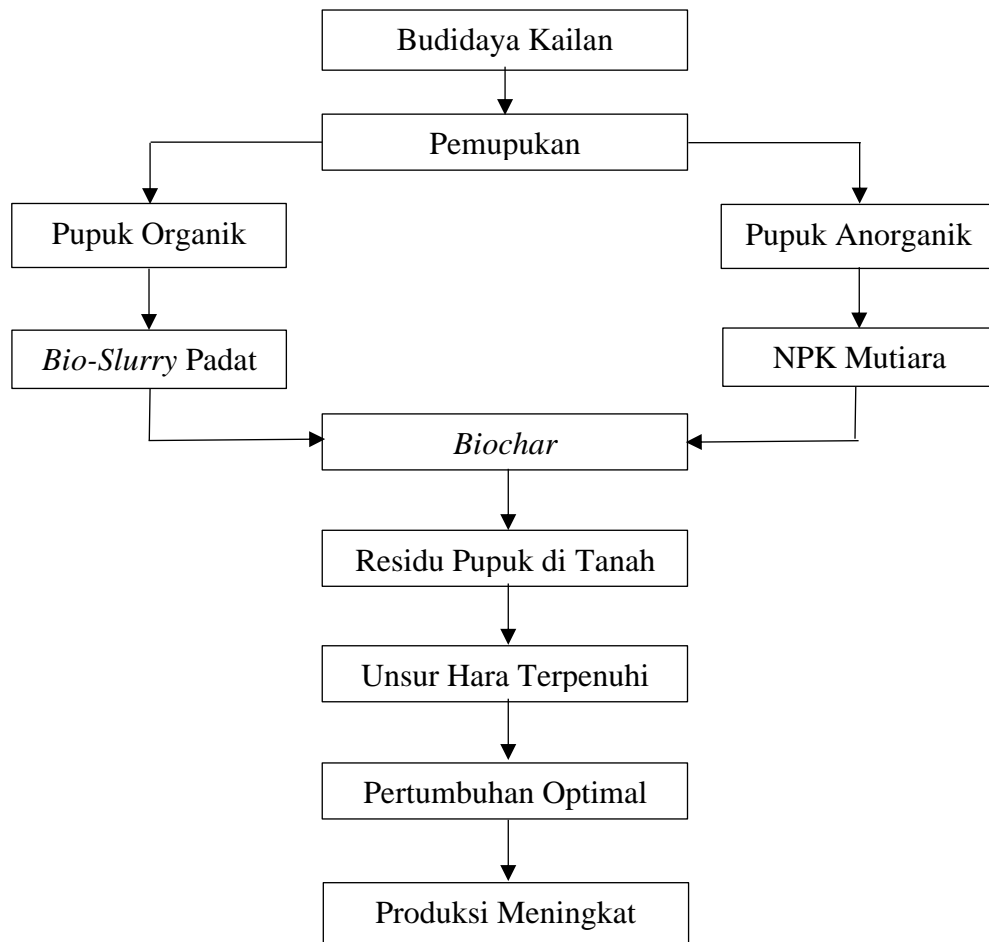 Budidaya Kailan
Pemupukan
Pupuk Organik
Pupuk Anorganik
Bio-Slurry Padat
NPK Mutiara
Biochar
Residu Pupuk di Tanah
Unsur Hara Terpenuhi
Pertumbuhan Optimal
Produksi Meningkat